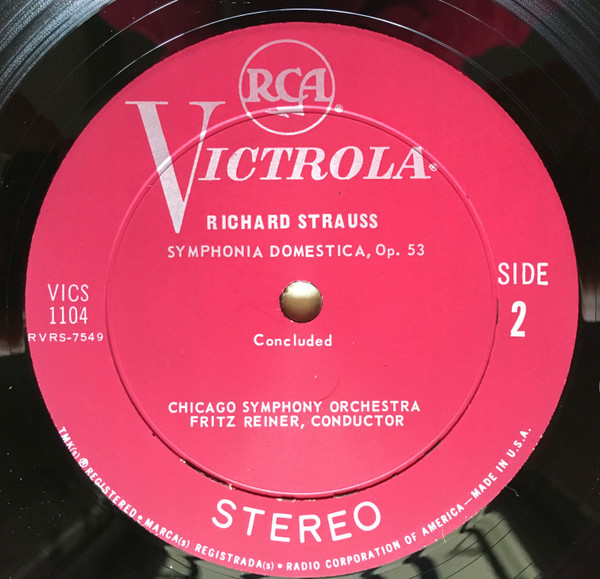 RCA®
VICTROLA®
RICHARD STRAUSS
SYMPHONIA DOMESTICA, Op. 53
VICS
1104
RVRS-7549
SIDE
2
Concluded
CHICAGO SYMPHONY ORCHESTRA
FRITZ REINER, CONDUCTOR
STEREO
TMK(s) ® REGISTERED • MARCA(s) REGISTRADA(s) • RADIO CORPORATION OF AMERICA—MADE IN U.S.A.